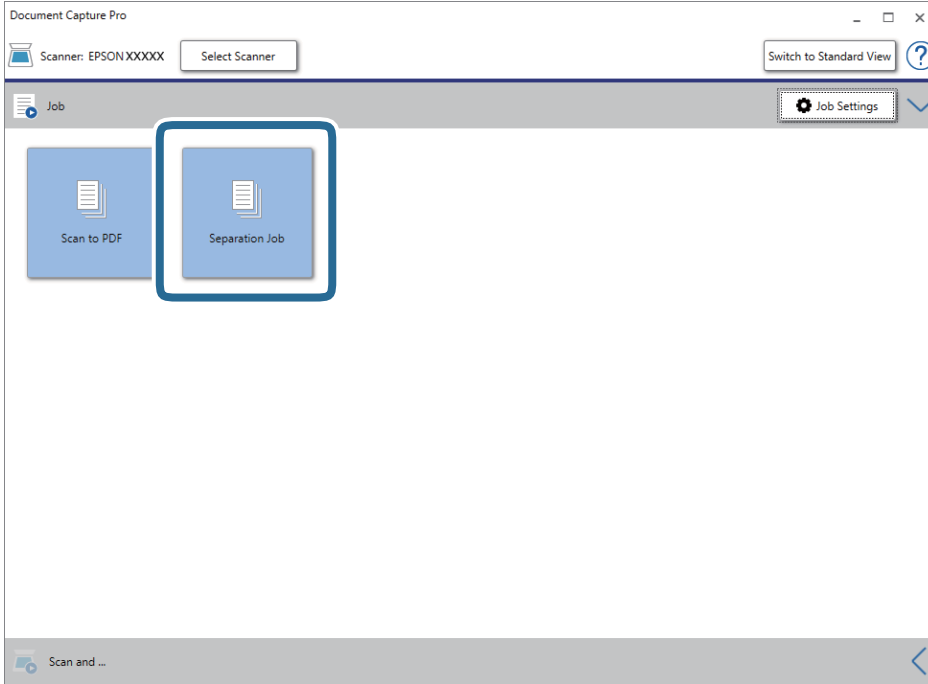 Document Capture Pro
Scanner: EPSON XXXXX Select Scanner Switch to Standard View ?
Job Job Settings
Scan to PDF Separation Job
Scan and ...